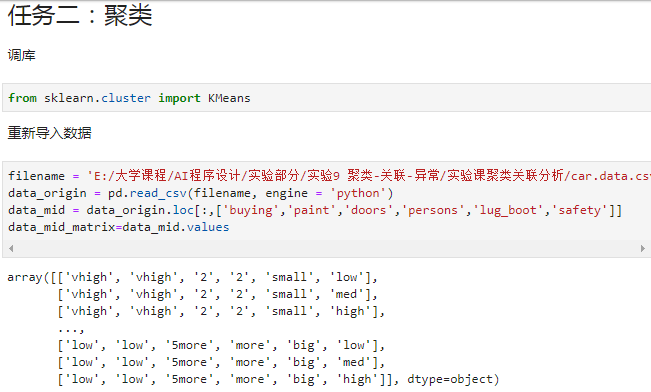 任务二：聚类
调库
from sklearn.cluster import KMeans
重新导入数据
filename = 'E:/大学课程/AI程序设计/实验部分/实验9 聚类-关联-异常/实验课聚类关联分析/car.data.csv
data_origin = pd.read_csv(filename, engine = 'python')
data_mid = data_origin.loc[:,['buying','paint','doors','persons','lug_boot','safety']]
data_mid_matrix=data_mid.values
array([['vhigh', 'vhigh', '2', '2', 'small', 'low'],
['vhigh', 'vhigh', '2', '2', 'small', 'med'],
['vhigh', 'vhigh', '2', '2', 'small', 'high'],
...,
['low', 'low', '5more', 'more', 'big', 'low'],
['low', 'low', '5more', 'more', 'big', 'med'],
['low', 'low', '5more', 'more', 'big', 'high']], dtype=object)